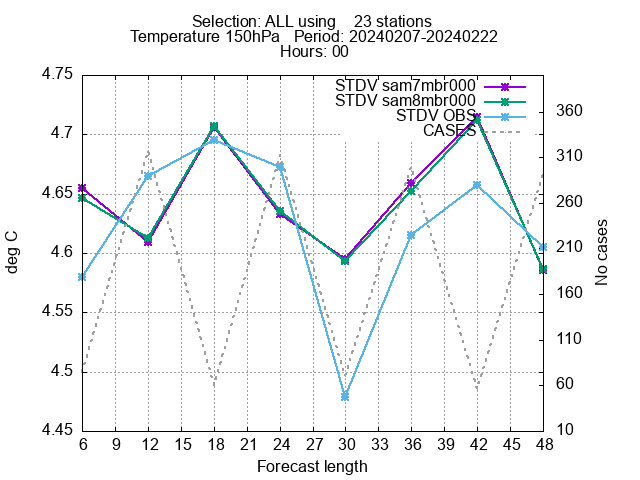 Selection: ALL using    23 stations
Temperature 150hPa   Period: 20240207-20240222
Hours: 00
STDV sam7mbr000
STDV sam8mbr000
STDV OBS
CASES
deg C
4.75
4.7
4.65
4.6
4.55
4.5
4.45
No cases
360
310
260
210
160
110
60
10
6 9 12 15 18 21 24 27 30 33 36 39 42 45 48
Forecast length